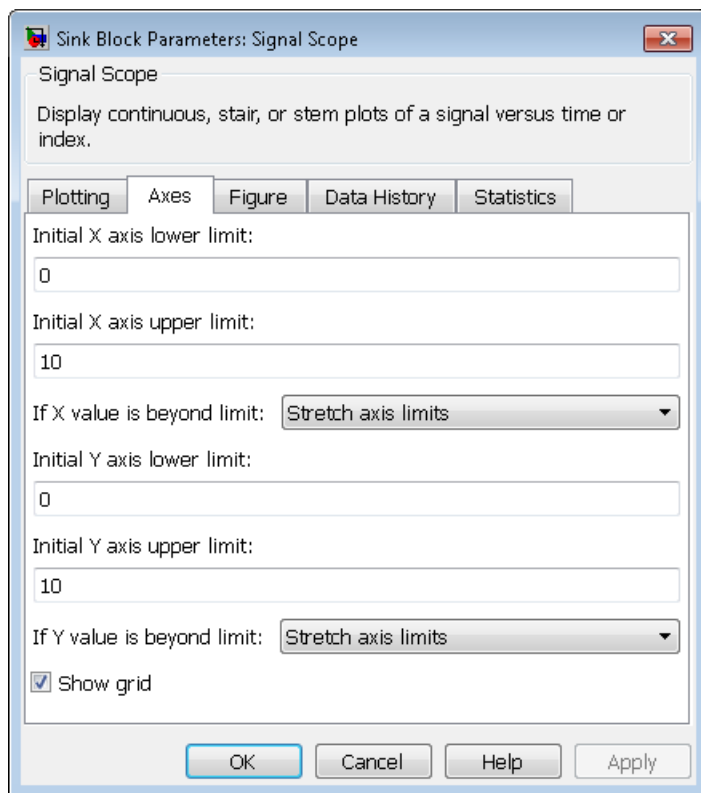 Sink Block Parameters: Signal Scope
Signal Scope
Display continuous, stair, or stem plots of a signal versus time or
index.
Plotting Axes Figure Data History Statistics
Initial X axis lower limit:
0
Initial X axis upper limit:
10
If X value is beyond limit: Stretch axis limits
Initial Y axis lower limit:
0
Initial Y axis upper limit:
10
If Y value is beyond limit: Stretch axis limits
Show grid
OK Cancel Help Apply